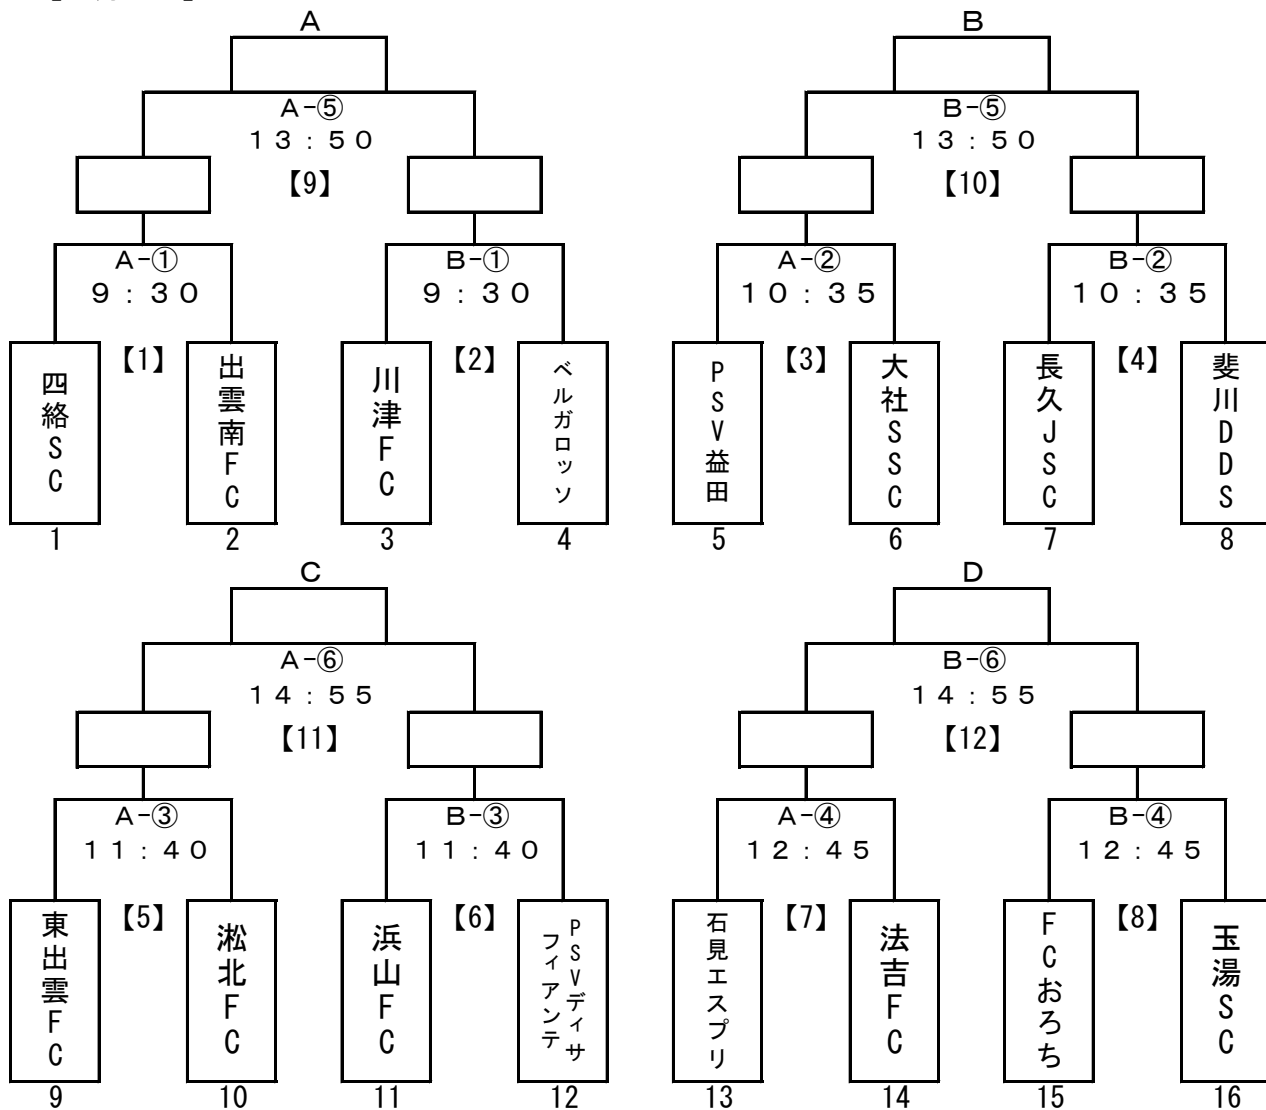 A B
A-⑤ B-⑤
13:50 13:50
【9】 【10】
A-① B-① A-② B-②
9:30 9:30 10:35 10:35
【1】 【2】 【3】 【4】
四絡SC
出雲南FC
川津FC
ベルガロッソ
PSV益田
大社SSC
長久JSC
斐川DDS
1 2 3 4 5 6 7 8
C D
A-⑥ B-⑥
14:55 14:55
【11】 【12】
A-③ B-③ A-④ B-④
11:40 11:40 12:45 12:45
【5】 【6】 【7】 【8】
東出雲FC
淞北FC
浜山FC
PSVディサ
フィアンテ
石見エスプリ
法吉FC
FCおろち
玉湯SC
9 10 11 12 13 14 15 16